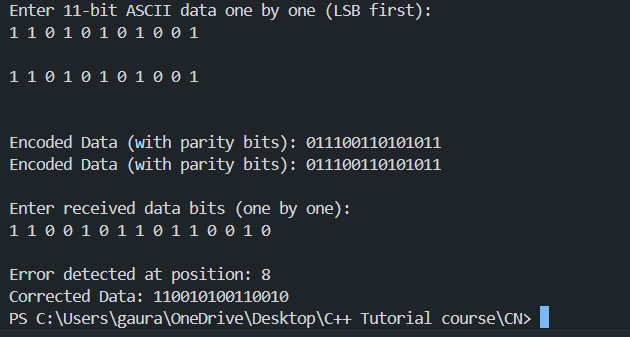 Enter 11-bit ASCII data one by one (LSB first):
1 1 0 1 0 1 0 1 0 0 1
1 1 0 1 0 1 0 1 0 0 1
Encoded Data (with parity bits): 011100110101011
Encoded Data (with parity bits): 011100110101011
Enter received data bits (one by one):
1 1 0 0 1 0 1 1 0 1 1 0 0 1 0
Error detected at position: 8
Corrected Data: 110010100110010
PS C:\Users\gaura\OneDrive\Desktop\C++ Tutorial course\CN>